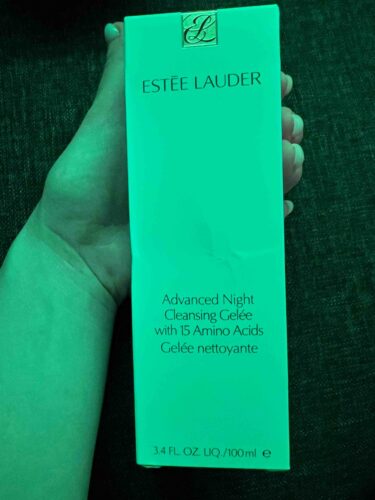 ESTĒE LAUDER
Advanced Night
Cleansing Gelée
with 15 Amino Acids
Gelée nettoyante
3.4 FL. OZ. LIQ./100 ml e